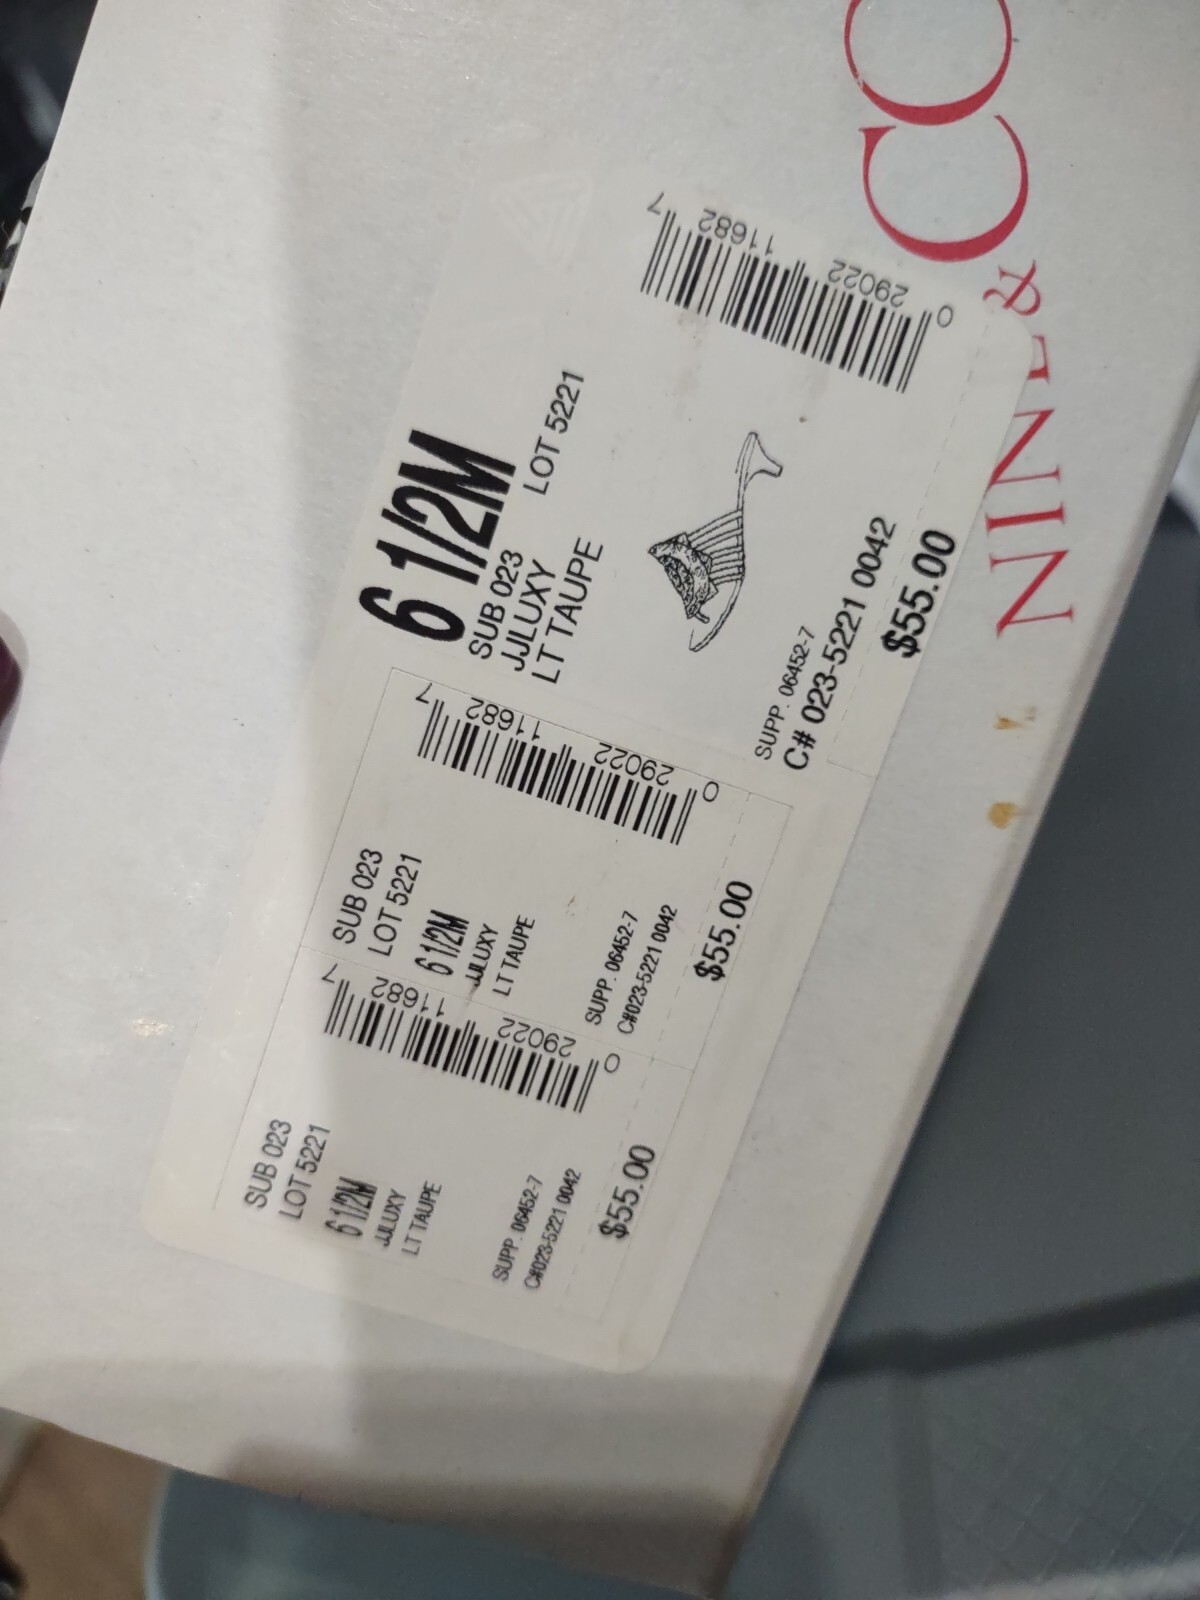 NINE & CO
6 1/2M
SUB 023
JJLUXY LOT 5221
LT TAUPE
0 29022 11682 7
SUPP. 06452-7
C# 023-5221 0042
$55.00
SUB 023
LOT 5221
6 1/2M
JJLUXY
LT TAUPE
0 29022 11682 7
SUPP. 06452-7
C#023-5221 0042
$55.00
SUB 023
LOT 5221
6 1/2M
JJLUXY
LT TAUPE
0 29022 11682 7
SUPP. 06452-7
C#023-5221 0042
$55.00